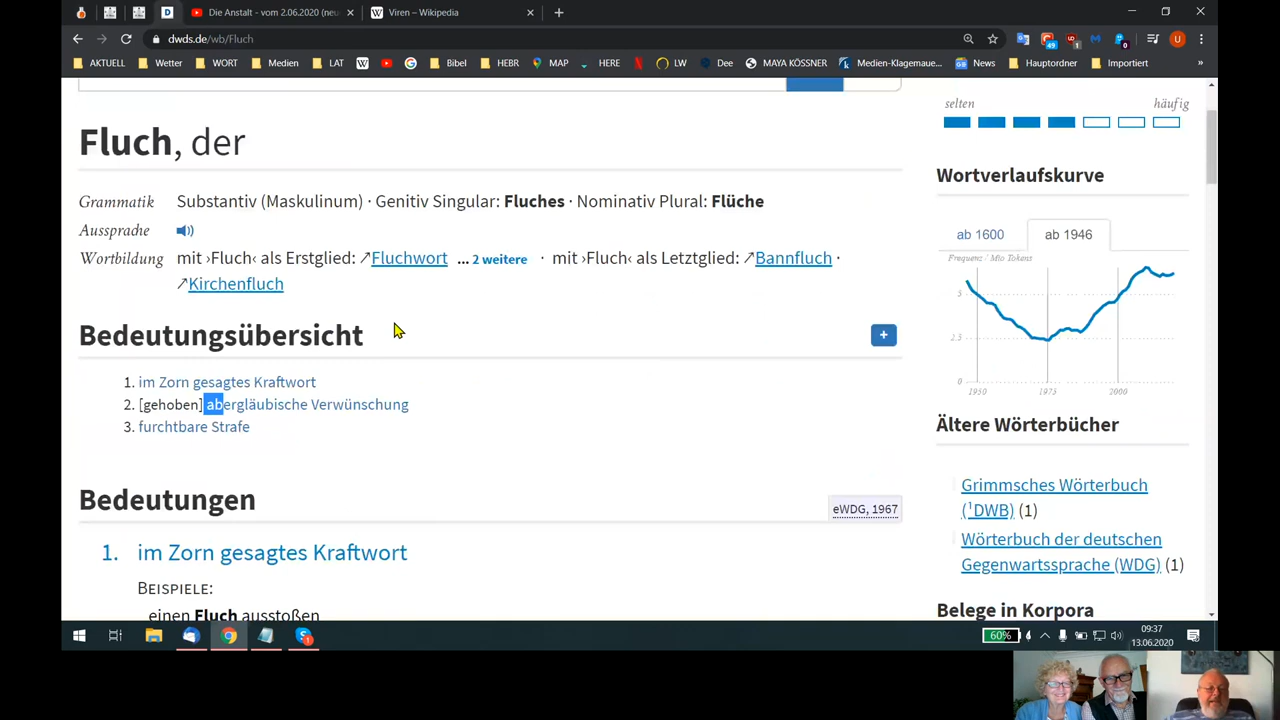 Die Anstalt - vom 2.06.2020 (neu
Viren – Wikipedia
dwds.de/wb/Fluch
AKTUELL Wetter WORT Medien LAT Bibel HEBR MAP HERE LW Dee MAYA KÖSSNER Medien-Klagemaue... News Hauptordner Importiert »
selten häufig
Fluch, der
Grammatik Substantiv (Maskulinum) · Genitiv Singular: Fluches · Nominativ Plural: Flüche
Aussprache
Wortbildung mit ›Fluch‹ als Erstglied: ↗Fluchwort ... 2 weitere · mit ›Fluch‹ als Letztglied: ↗Bannfluch ·
↗Kirchenfluch
Bedeutungsübersicht +
1. im Zorn gesagtes Kraftwort
2. [gehoben] abergläubische Verwünschung
3. furchtbare Strafe
Bedeutungen
eWDG, 1967
1. im Zorn gesagtes Kraftwort
BEISPIELE:
einen Fluch ausstoßen
Wortverlaufskurve
ab 1600 ab 1946
Frequenz / Mio Tokens
5
2.5
0
1950 1975 2000
Ältere Wörterbücher
Grimmsches Wörterbuch
(¹DWB) (1)
Wörterbuch der deutschen
Gegenwartssprache (WDG) (1)
Belege in Korpora
60%
09:37
13.06.2020